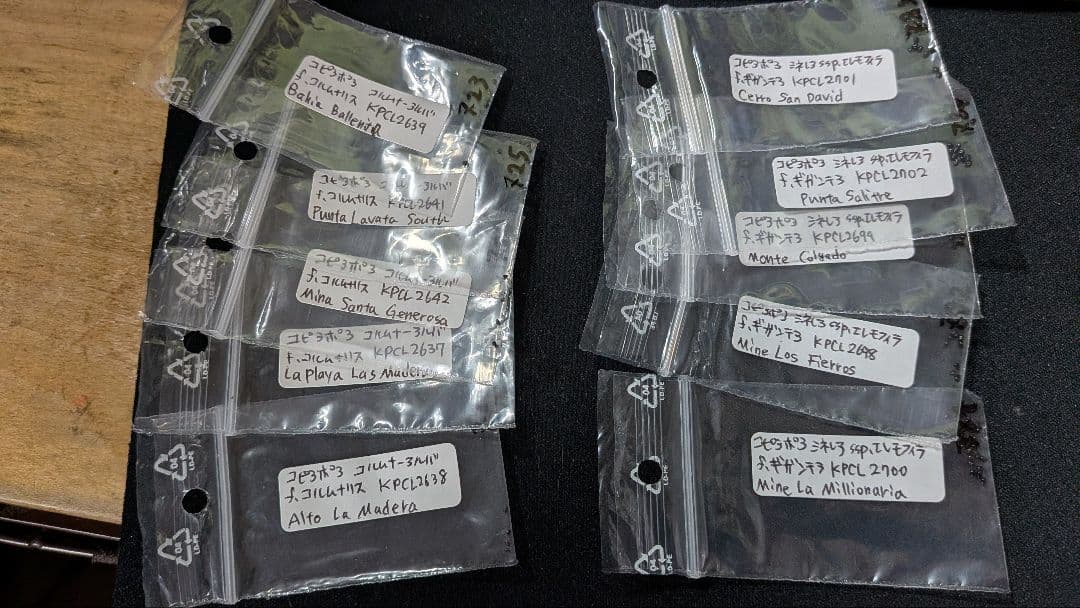 コピアポア コルムナ-アルバ
f.コルムナリス KPCL2639
Bahia Ballenita
723
コピアポア コルムナ-アルバ
f.コルムナリス KPCL2641
Punta Lavata South
725
コピアポア コルムナ-アルバ
f.コルムナリス KPCL2642
Mina Santa Generosa
コピアポア コルムナ-アルバ
f.コルムナリス KPCL2637
La Playa Las
コピアポア コルムナ-アルバ
f.コルムナリス KPCL2638
Alto La Madera
コピアポア シネレア ssp.エレモフィラ
f.ギガンテア KPCL2701
Cerro San David
コピアポア シネレア ssp.エレモフィラ
f.ギガンテア KPCL2702
Punta Salitre
コピアポア シネレア ssp.エレモフィラ
f.ギガンテア KPCL2699
Monte Colgado
コピアポア シネレア ssp.エレモフィラ
f.ギガンテア KPCL2698
Mine Los Fierros
コピアポア シネレア ssp.エレモフィラ
f.ギガンテア KPCL2700
Mine La Millionaria
04
LD-PE